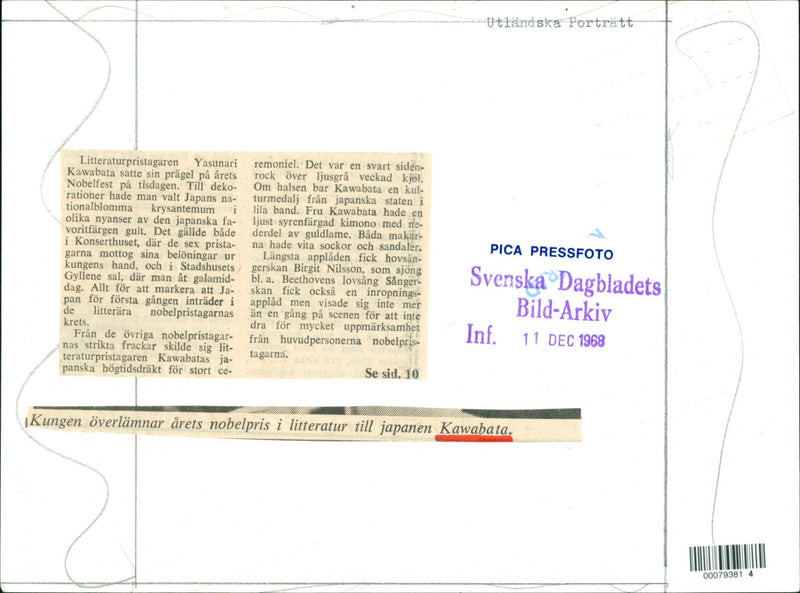 Utländska Porträtt
Litteraturpristagaren Yasunari
Kawabata satte sin prägel på årets
Nobelfest på tisdagen. Till deko-
rationer hade man valt Japans na-
tionalblomma krysantemum i
olika nyanser av den japanska fa-
voritfärgen gult. Det gällde både
i Konserthuset, där de sex prista-
garna mottog sina belöningar ur
kungens hand, och i Stadshusets
Gyllene sal, där man åt galamid-
dag. Allt för att markera att Ja-
pan för första gången inträder i
de litterära nobelpristagarnas
krets.
Från de övriga nobelpristagar-
nas strikta frackar skilde sig lit-
teraturpristagaren Kawabatas ja-
panska högtidsdräkt för stort ce-
remoniel. Det var en svart siden-
rock över ljusgrå veckad kjol.
Om halsen bar Kawabata en kul-
turmedalj från japanska staten i
lila band. Fru Kawabata hade en
ljust syrenfärgad kimono med ne-
derdel av guldlame. Båda makar-
na hade vita sockor och sandaler.
Längsta applåden fick hovsån-
gerskan Birgit Nilsson, som sjöng
bl. a. Beethovens lovsång Sånger-
skan fick också en inropnings-
applåd men visade sig inte mer
än en gång på scenen för att inte
dra för mycket uppmärksamhet
från huvudpersonerna nobelpris-
tagarna.
Se sid. 10
Kungen överlämnar årets nobelpris i litteratur till japanen Kawabata.
PICA PRESSFOTO
Svenska Dagbladets
Bild-Arkiv
Inf. 11 DEC 1968
00079381 4